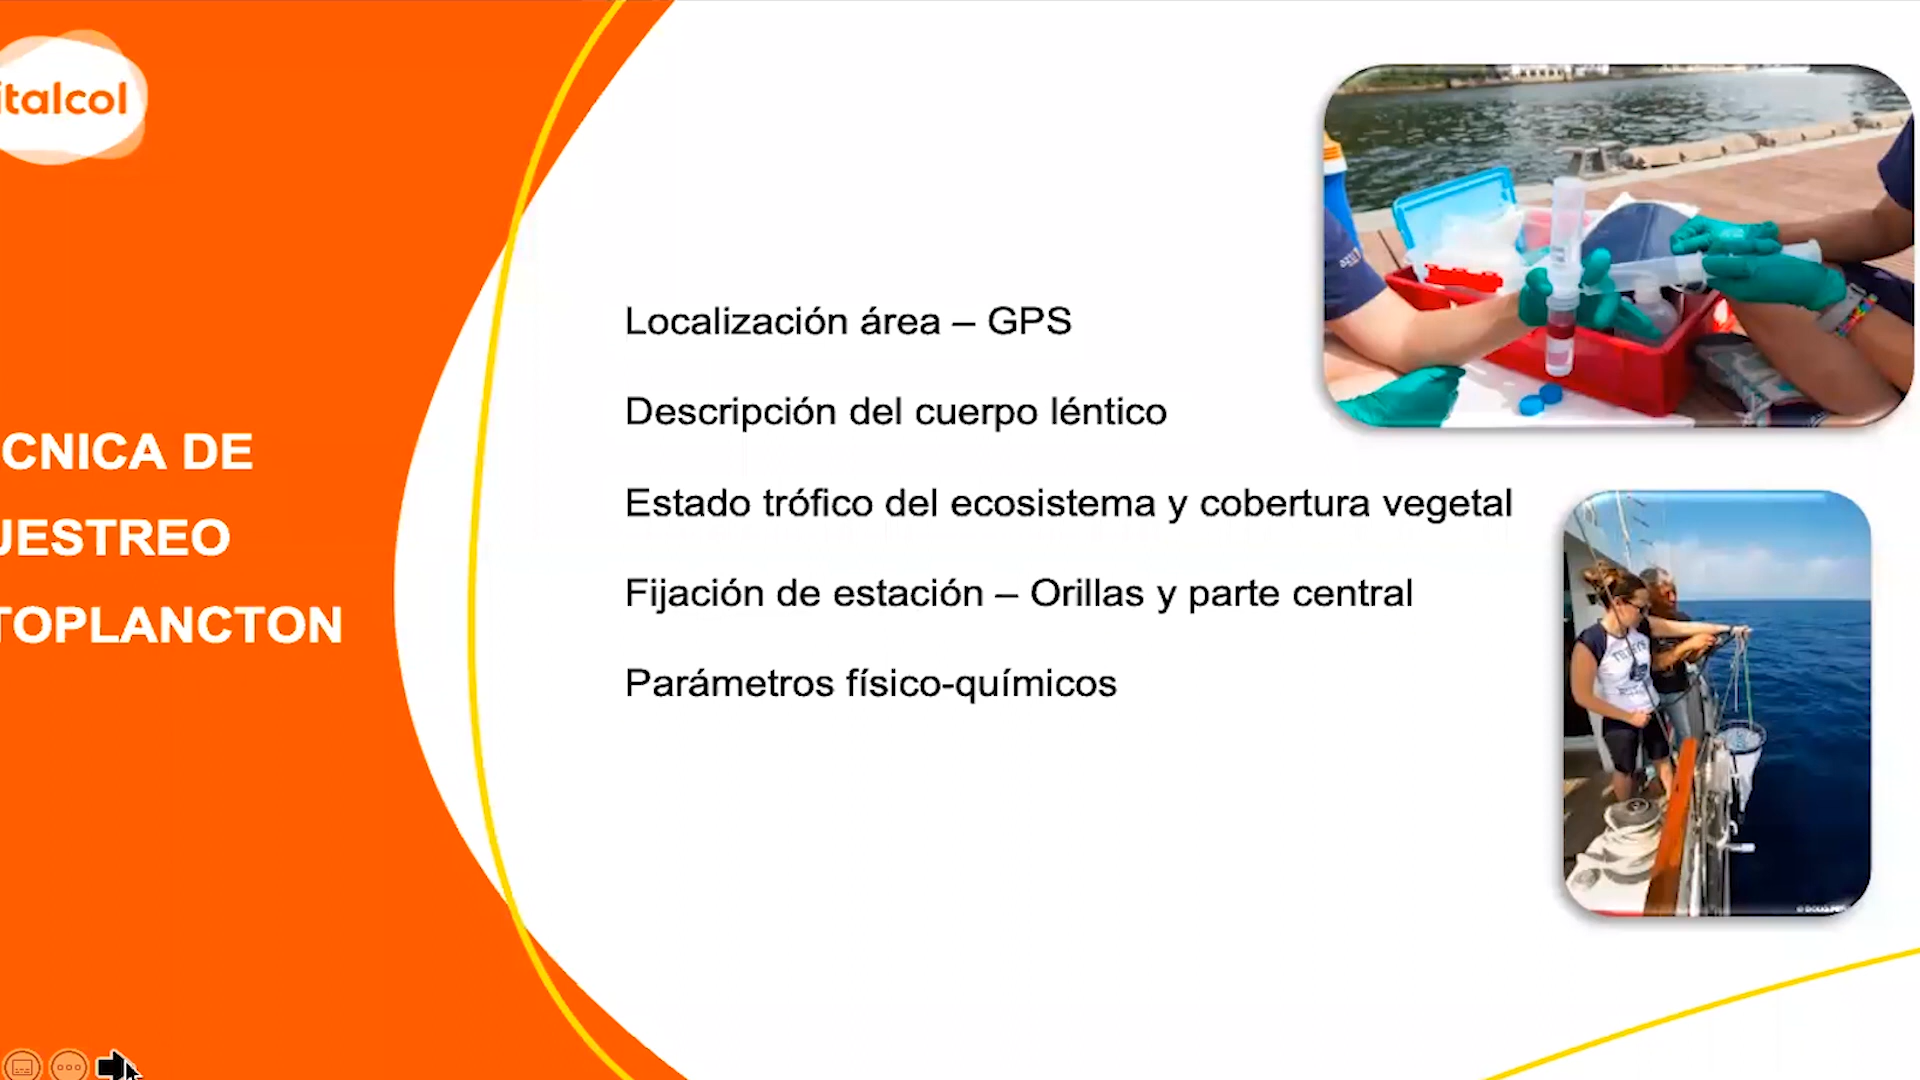 italcol
CNICA DE
UESTREO
TOPLANCTON
Localización área – GPS
Descripción del cuerpo léntico
Estado trófico del ecosistema y cobertura vegetal
Fijación de estación – Orillas y parte central
Parámetros físico-químicos